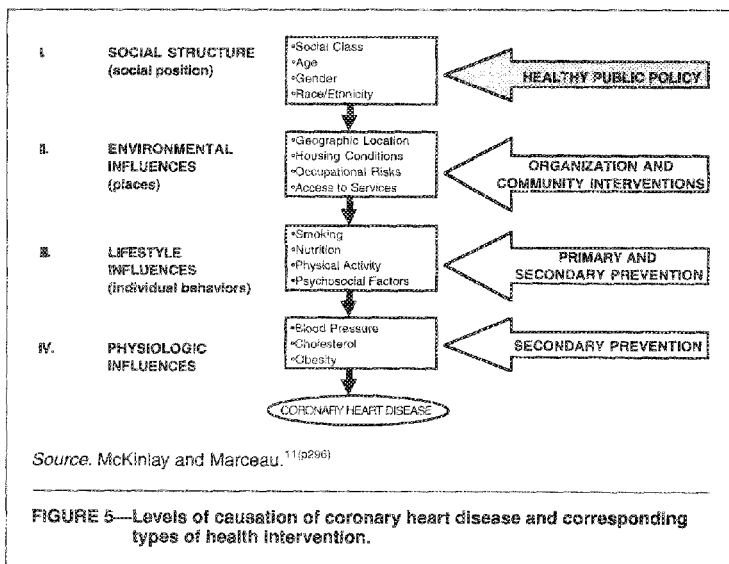 I. SOCIAL STRUCTURE
(social position)
•Social Class
•Age
•Gender
•Race/Ethnicity
HEALTHY PUBLIC POLICY
II. ENVIRONMENTAL
INFLUENCES
(places)
•Geographic Location
•Housing Conditions
•Occupational Risks
•Access to Services
ORGANIZATION AND
COMMUNITY INTERVENTIONS
III. LIFESTYLE
INFLUENCES
(individual behaviors)
•Smoking
•Nutrition
•Physical Activity
•Psychosocial Factors
PRIMARY AND
SECONDARY PREVENTION
IV. PHYSIOLOGIC
INFLUENCES
•Blood Pressure
•Cholesterol
•Obesity
SECONDARY PREVENTION
CORONARY HEART DISEASE
Source. McKinlay and Marceau.11(p296)
FIGURE 5—Levels of causation of coronary heart disease and corresponding
types of health intervention.